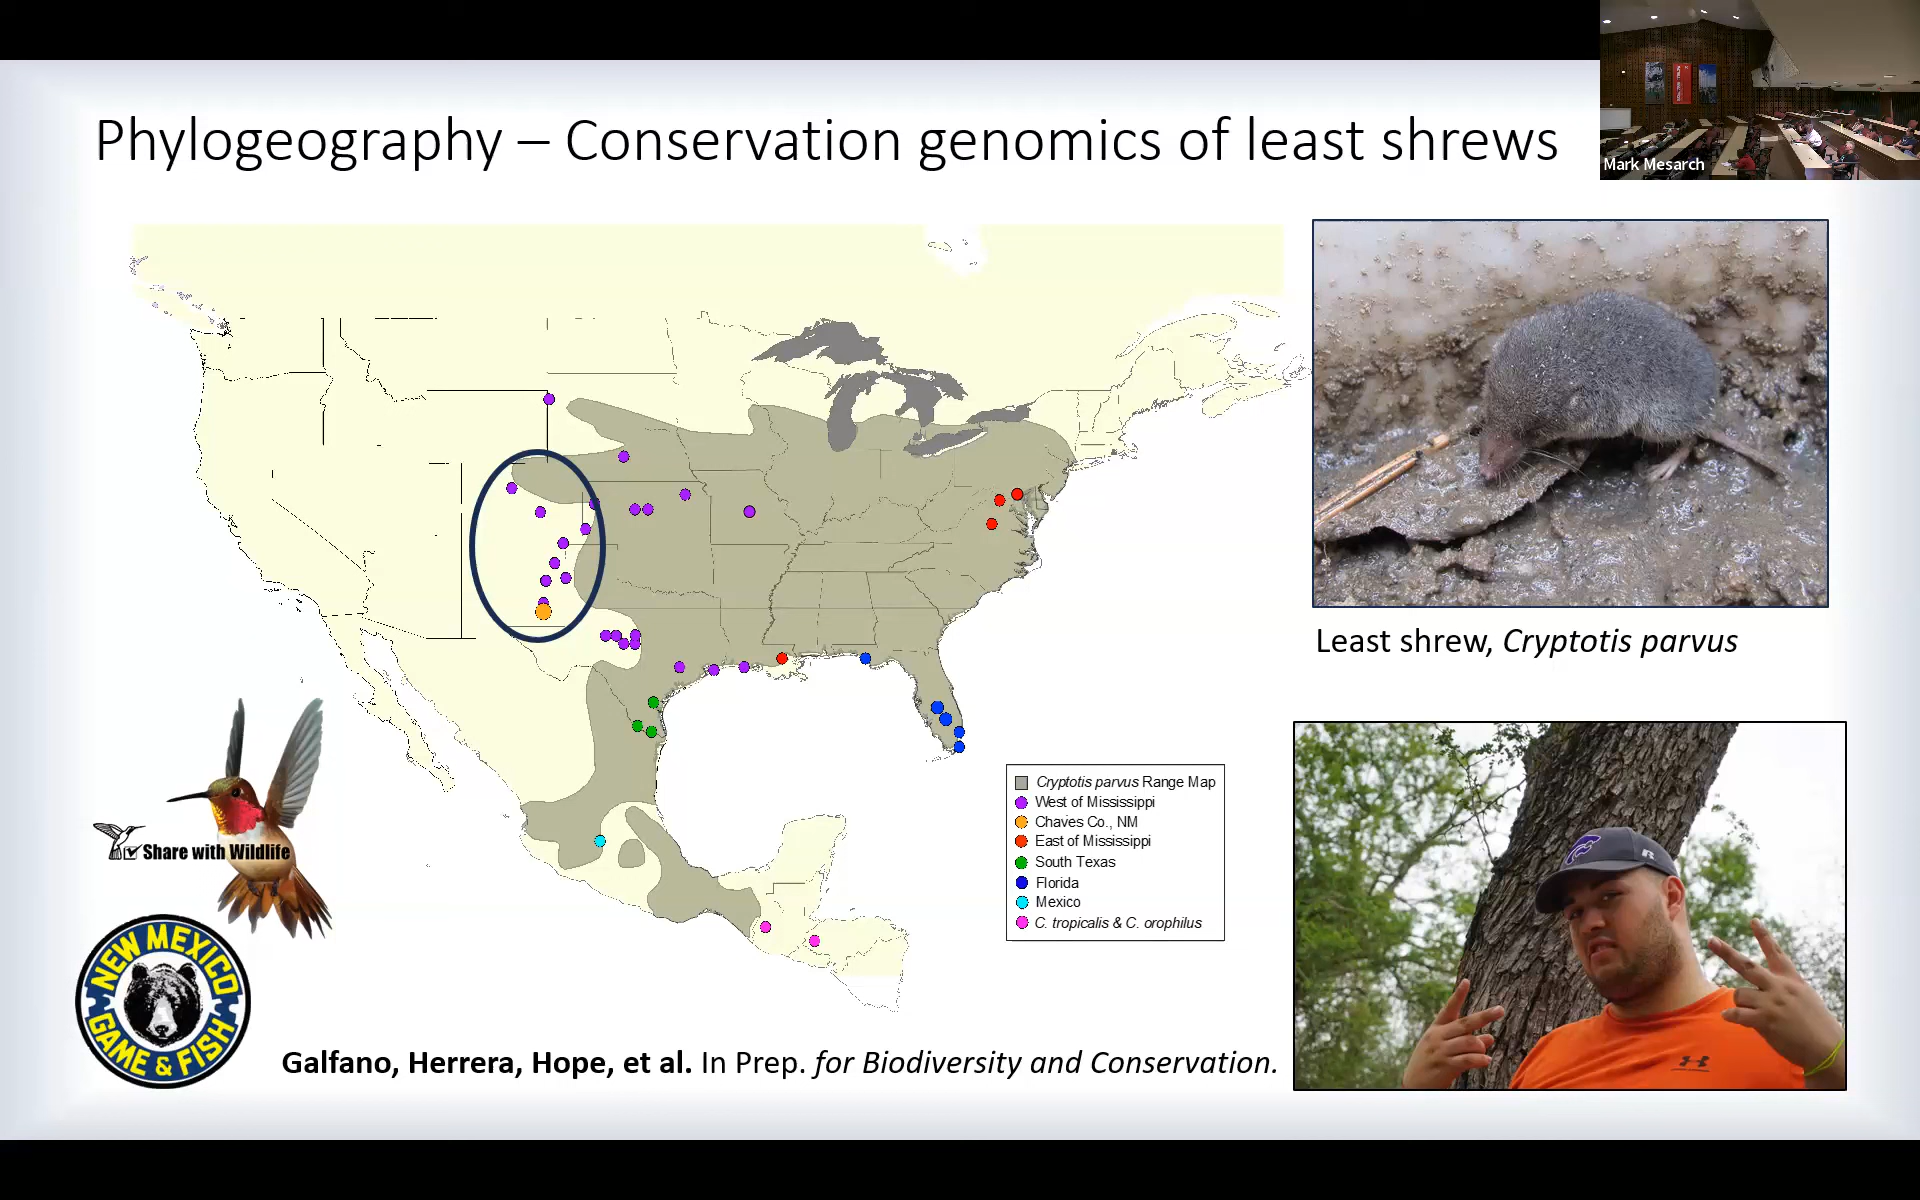 Phylogeography – Conservation genomics of least shrews
Mark Mesarch
Least shrew, Cryptotis parvus
Cryptotis parvus Range Map
West of Mississippi
Chaves Co., NM
East of Mississippi
South Texas
Florida
Mexico
C. tropicalis & C. orophilus
Share with Wildlife
NEW MEXICO
GAME & FISH
Galfano, Herrera, Hope, et al. In Prep. for Biodiversity and Conservation.
R